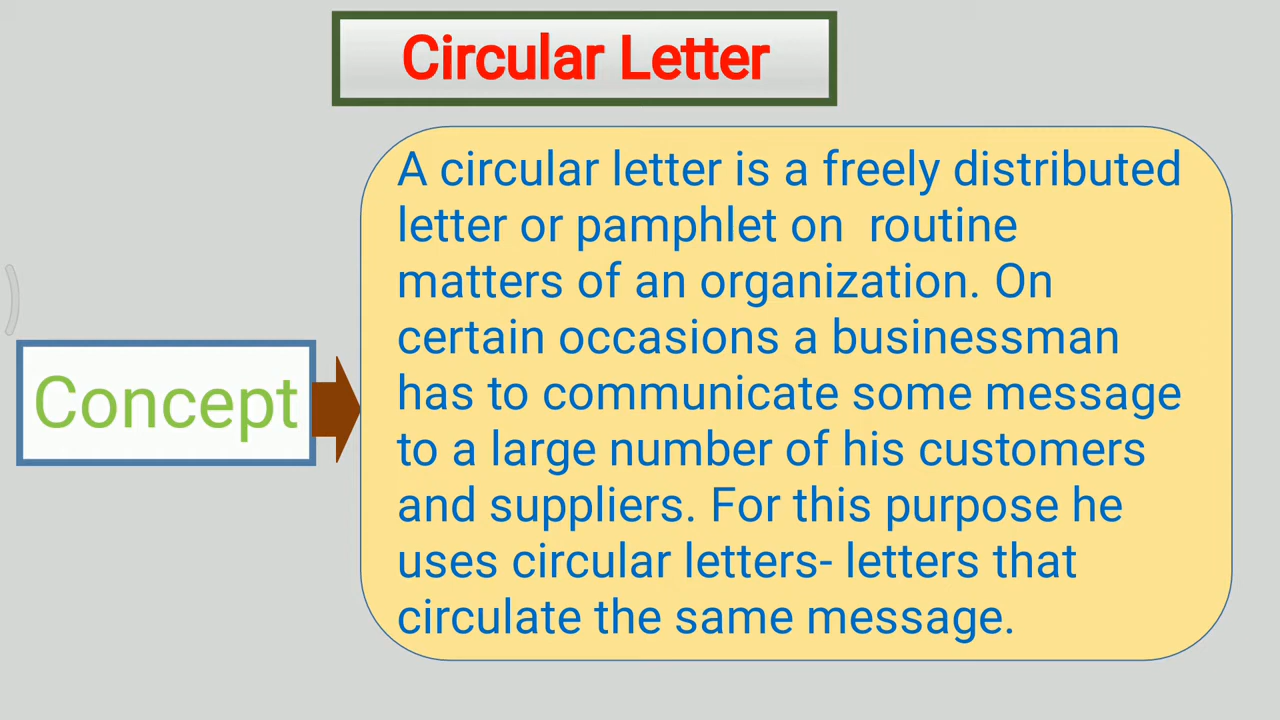 Circular Letter
Concept
A circular letter is a freely distributed
letter or pamphlet on  routine
matters of an organization. On
certain occasions a businessman
has to communicate some message
to a large number of his customers
and suppliers. For this purpose he
uses circular letters- letters that
circulate the same message.